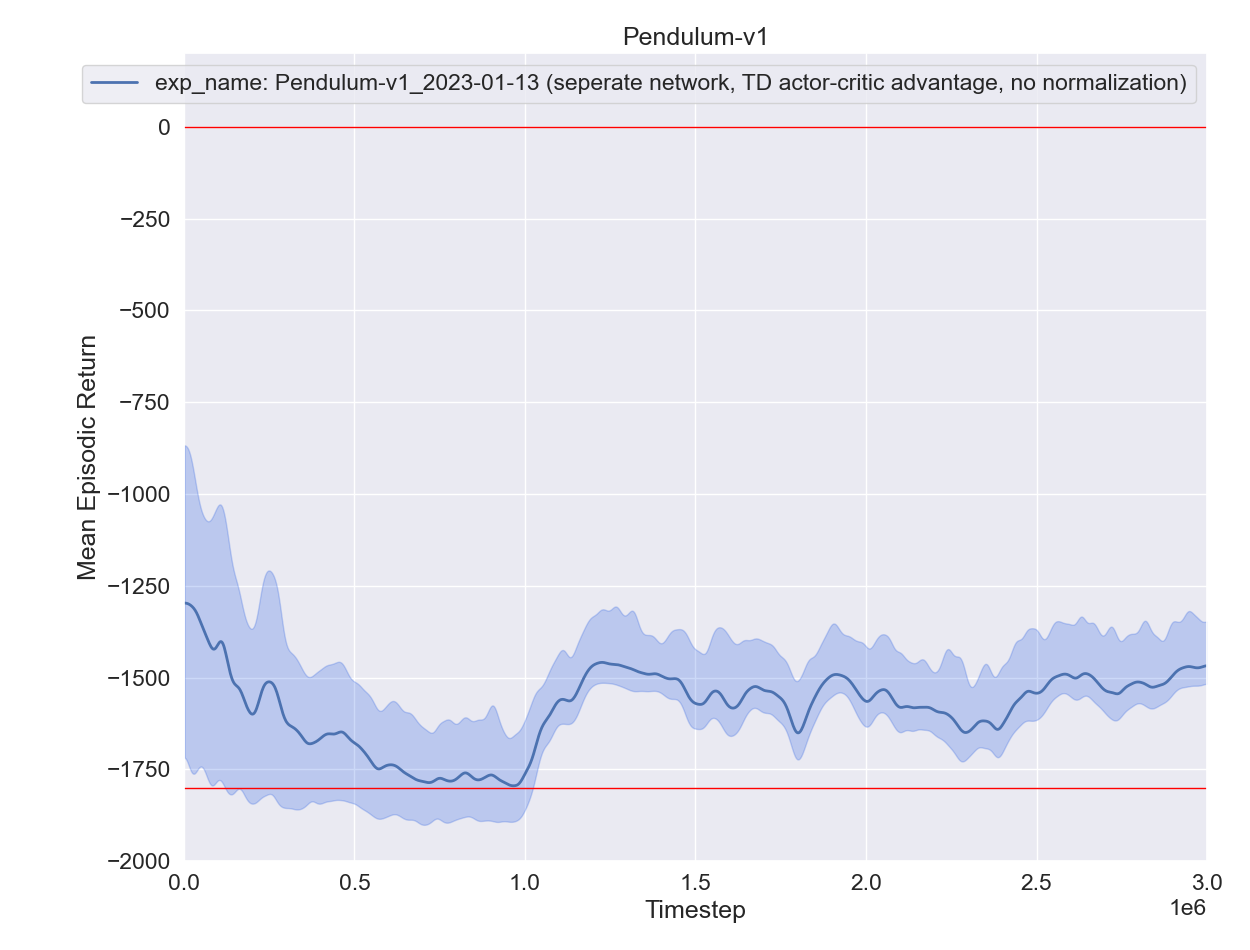 Pendulum-v1
exp_name: Pendulum-v1_2023-01-13 (seperate network, TD actor-critic advantage, no normalization)
Mean Episodic Return
0
−250
−500
−750
−1000
−1250
−1500
−1750
−2000
0.0 0.5 1.0 1.5 2.0 2.5 3.0
Timestep
1e6